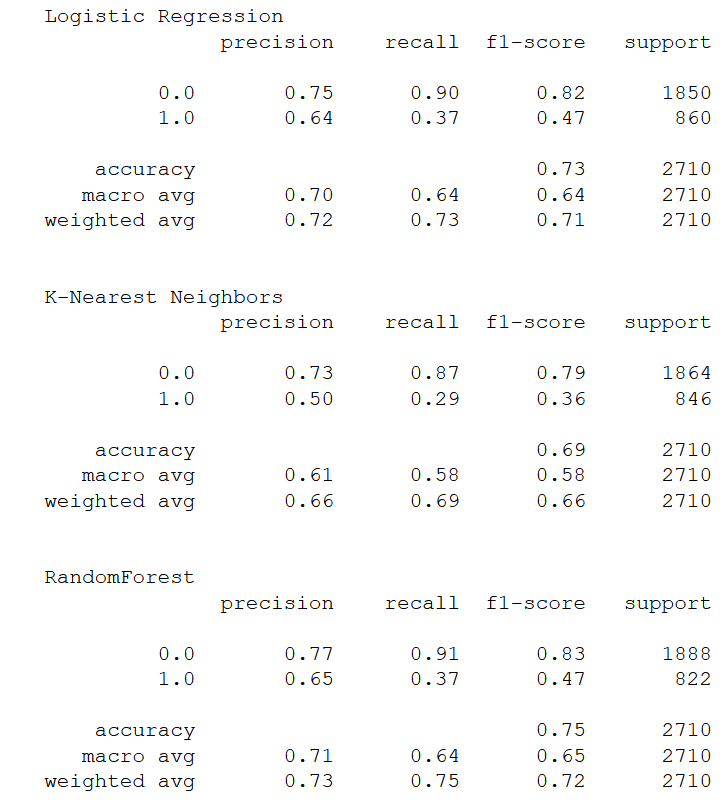 Logistic Regression
precision recall f1-score support
0.0 0.75 0.90 0.82 1850
1.0 0.64 0.37 0.47 860
accuracy 0.73 2710
macro avg 0.70 0.64 0.64 2710
weighted avg 0.72 0.73 0.71 2710
K-Nearest Neighbors
precision recall f1-score support
0.0 0.73 0.87 0.79 1864
1.0 0.50 0.29 0.36 846
accuracy 0.69 2710
macro avg 0.61 0.58 0.58 2710
weighted avg 0.66 0.69 0.66 2710
RandomForest
precision recall f1-score support
0.0 0.77 0.91 0.83 1888
1.0 0.65 0.37 0.47 822
accuracy 0.75 2710
macro avg 0.71 0.64 0.65 2710
weighted avg 0.73 0.75 0.72 2710